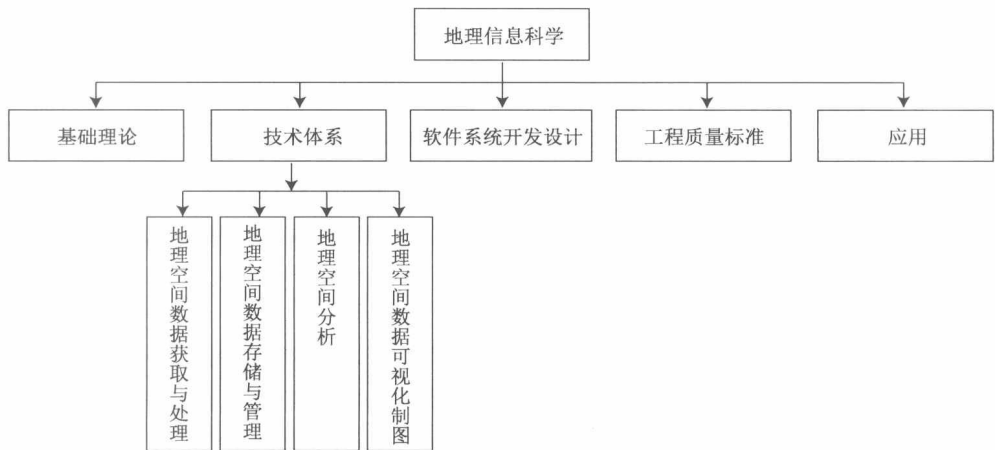 地理信息科学
基础理论
技术体系
软件系统开发设计
工程质量标准
应用
地理空间数据获取与处理
地理空间数据存储与管理
地理空间分析
地理空间数据可视化制图